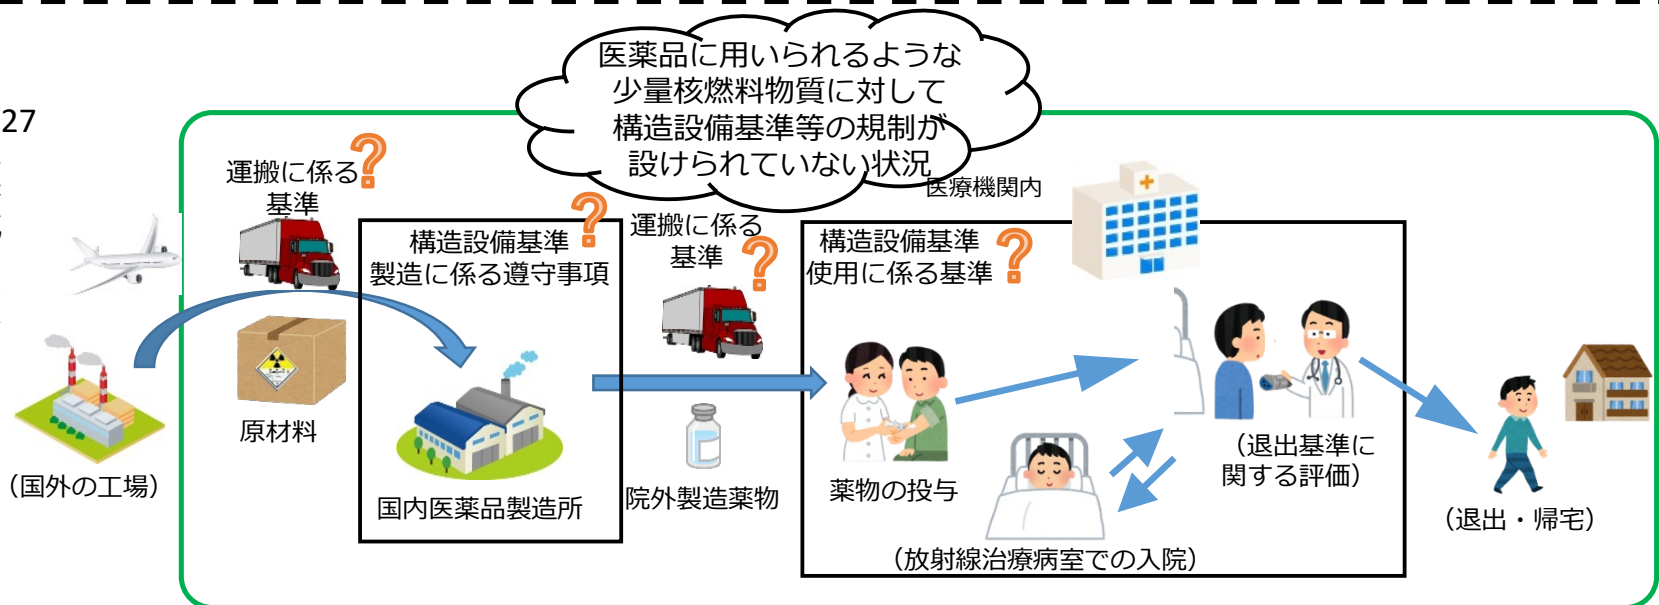 医薬品に用いられるような
少量核燃料物質に対して
構造設備基準等の規制が
設けられていない状況
27
運搬に係る
基準
?
構造設備基準
製造に係る遵守事項
?
運搬に係る
基準
?
医療機関内
構造設備基準
使用に係る基準
?
(国外の工場)
原材料
国内医薬品製造所
院外製造薬物
薬物の投与
(放射線治療病室での入院)
(退出基準に
関する評価)
(退出・帰宅)